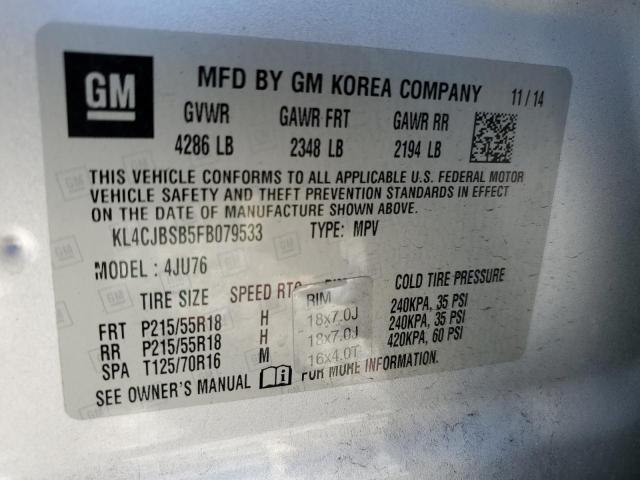 GM
MFD BY GM KOREA COMPANY 11/14
GVWR GAWR FRT GAWR RR
4286 LB 2348 LB 2194 LB
THIS VEHICLE CONFORMS TO ALL APPLICABLE U.S. FEDERAL MOTOR
VEHICLE SAFETY AND THEFT PREVENTION STANDARDS IN EFFECT
ON THE DATE OF MANUFACTURE SHOWN ABOVE.
KL4CJBSB5FB079533 TYPE: MPV
MODEL: 4JU76
TIRE SIZE SPEED RTG RIM COLD TIRE PRESSURE
FRT P215/55R18 H 18x7.0J 240KPA, 35 PSI
RR P215/55R18 H 18x7.0J 240KPA, 35 PSI
SPA T125/70R16 M 16x4.0T 420KPA, 60 PSI
SEE OWNER'S MANUAL FOR MORE INFORMATION